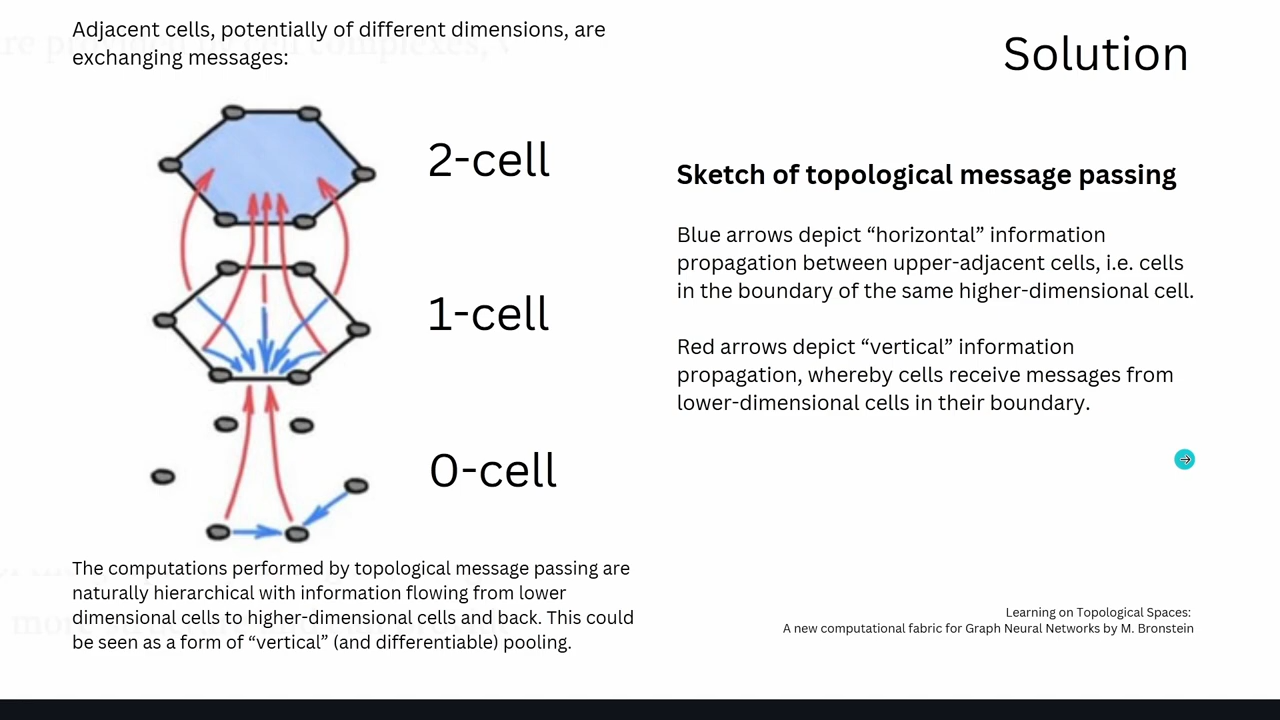 Adjacent cells, potentially of different dimensions, are
exchanging messages:
Solution
2-cell
1-cell
0-cell
Sketch of topological message passing
Blue arrows depict “horizontal” information
propagation between upper-adjacent cells, i.e. cells
in the boundary of the same higher-dimensional cell.
Red arrows depict “vertical” information
propagation, whereby cells receive messages from
lower-dimensional cells in their boundary.
The computations performed by topological message passing are
naturally hierarchical with information flowing from lower
dimensional cells to higher-dimensional cells and back. This could
be seen as a form of “vertical” (and differentiable) pooling.
Learning on Topological Spaces:
A new computational fabric for Graph Neural Networks by M. Bronstein